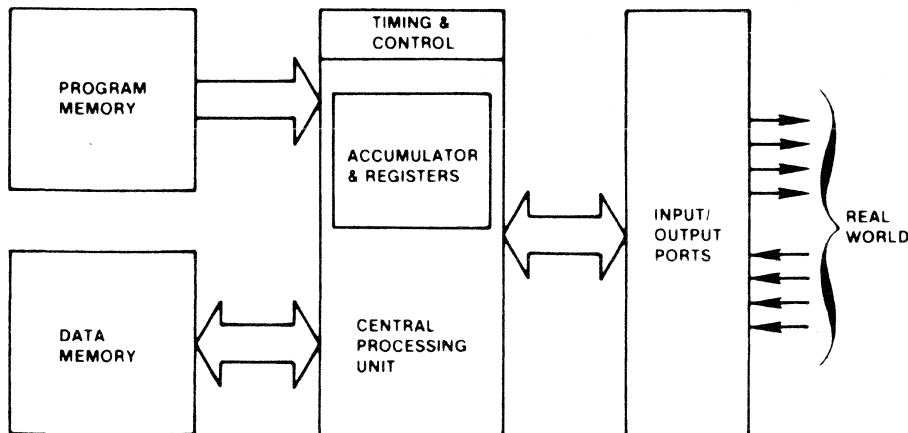 PROGRAM
MEMORY
DATA
MEMORY
TIMING &
CONTROL
ACCUMULATOR
& REGISTERS
CENTRAL
PROCESSING
UNIT
INPUT/
OUTPUT
PORTS
REAL
WORLD